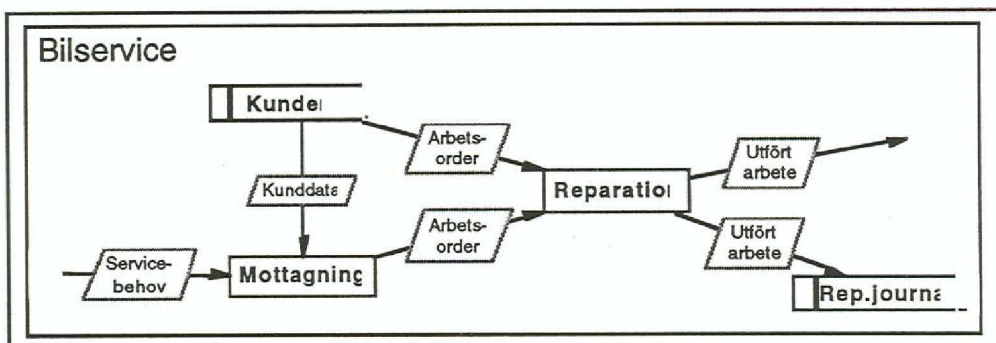 Bilservice
Kunde
Arbets-
order
Utfört
arbete
Kunddata
Reparatio
Arbets-
order
Utfört
arbete
Service-
behov
Mottagning
Rep.journa